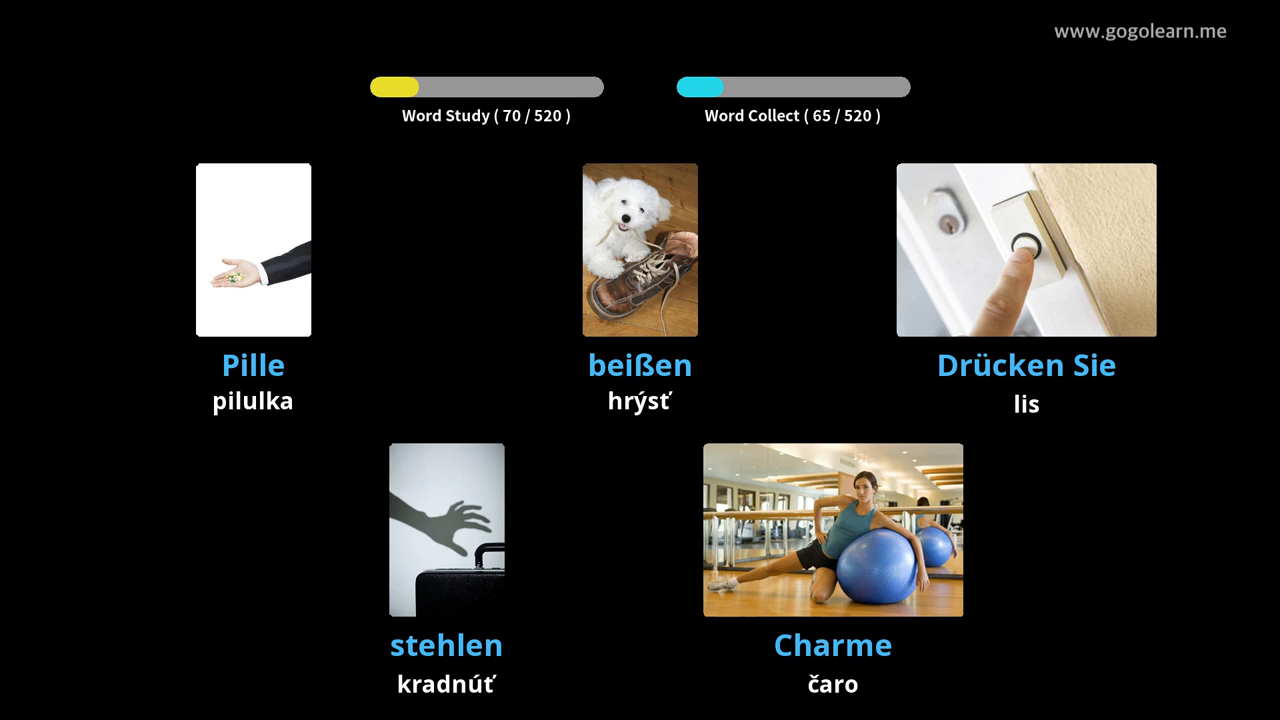 www.gogolearn.me
Word Study ( 70 / 520 )
Word Collect ( 65 / 520 )
Pille
pilulka
beißen
hrýsť
Drücken Sie
lis
stehlen
kradnúť
Charme
čaro